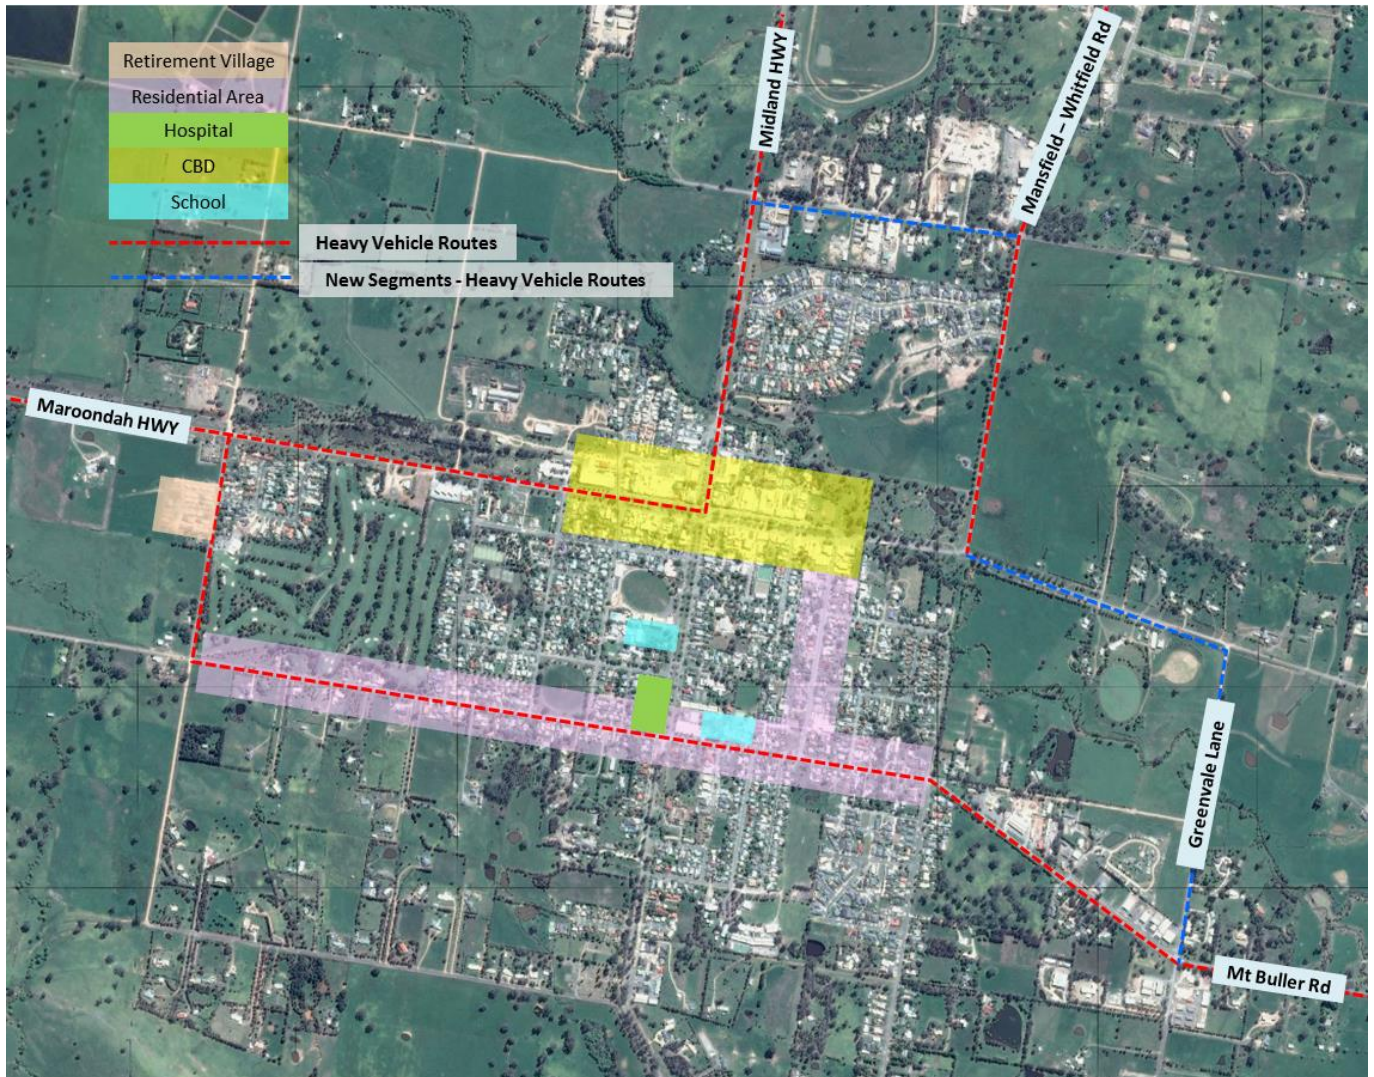 Retirement Village
Residential Area
Hospital
CBD
School
Heavy Vehicle Routes
New Segments - Heavy Vehicle Routes
Midland HWY
Mansfield – Whitfield Rd
Maroondah HWY
Greenvale Lane
Mt Buller Rd